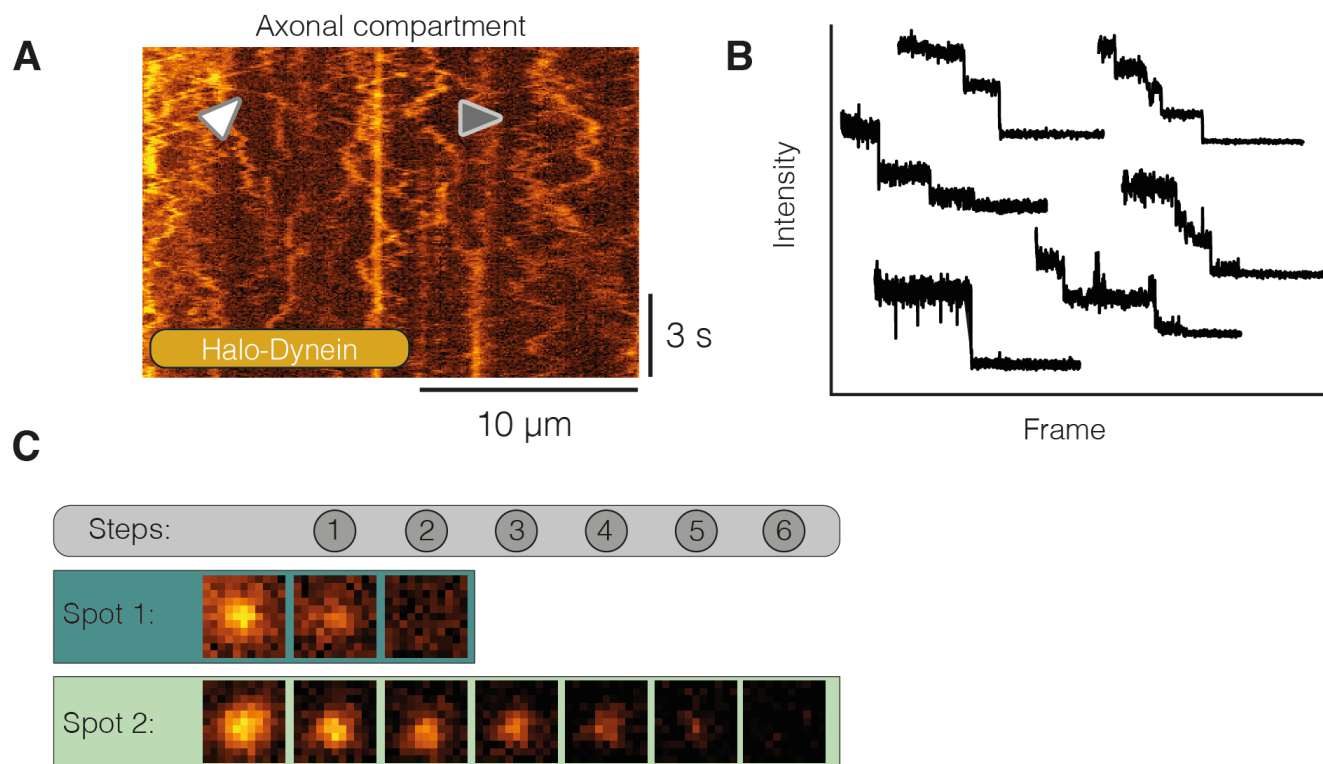 A
Axonal compartment
Halo-Dynein
3 s
10 µm
B
Intensity
Frame
C
Steps: 1 2 3 4 5 6
Spot 1:
Spot 2: